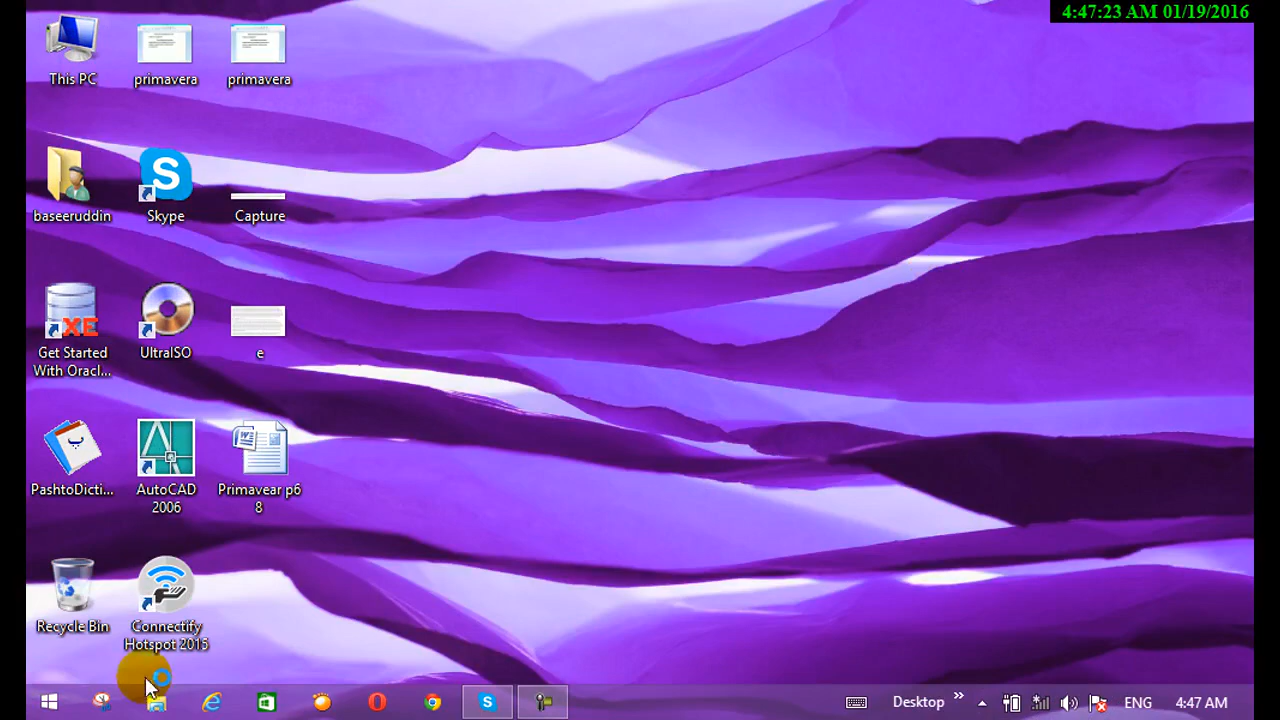 4:47:23 AM 01/19/2016
This PC
primavera
primavera
baseeruddin
Skype
Capture
XE
Get Started
With Oracl...
UltraISO
e
PashtoDicti...
AutoCAD
2006
Primavear p6
8
Recycle Bin
Connectify
Hotspot 2015
Desktop
ENG
4:47 AM